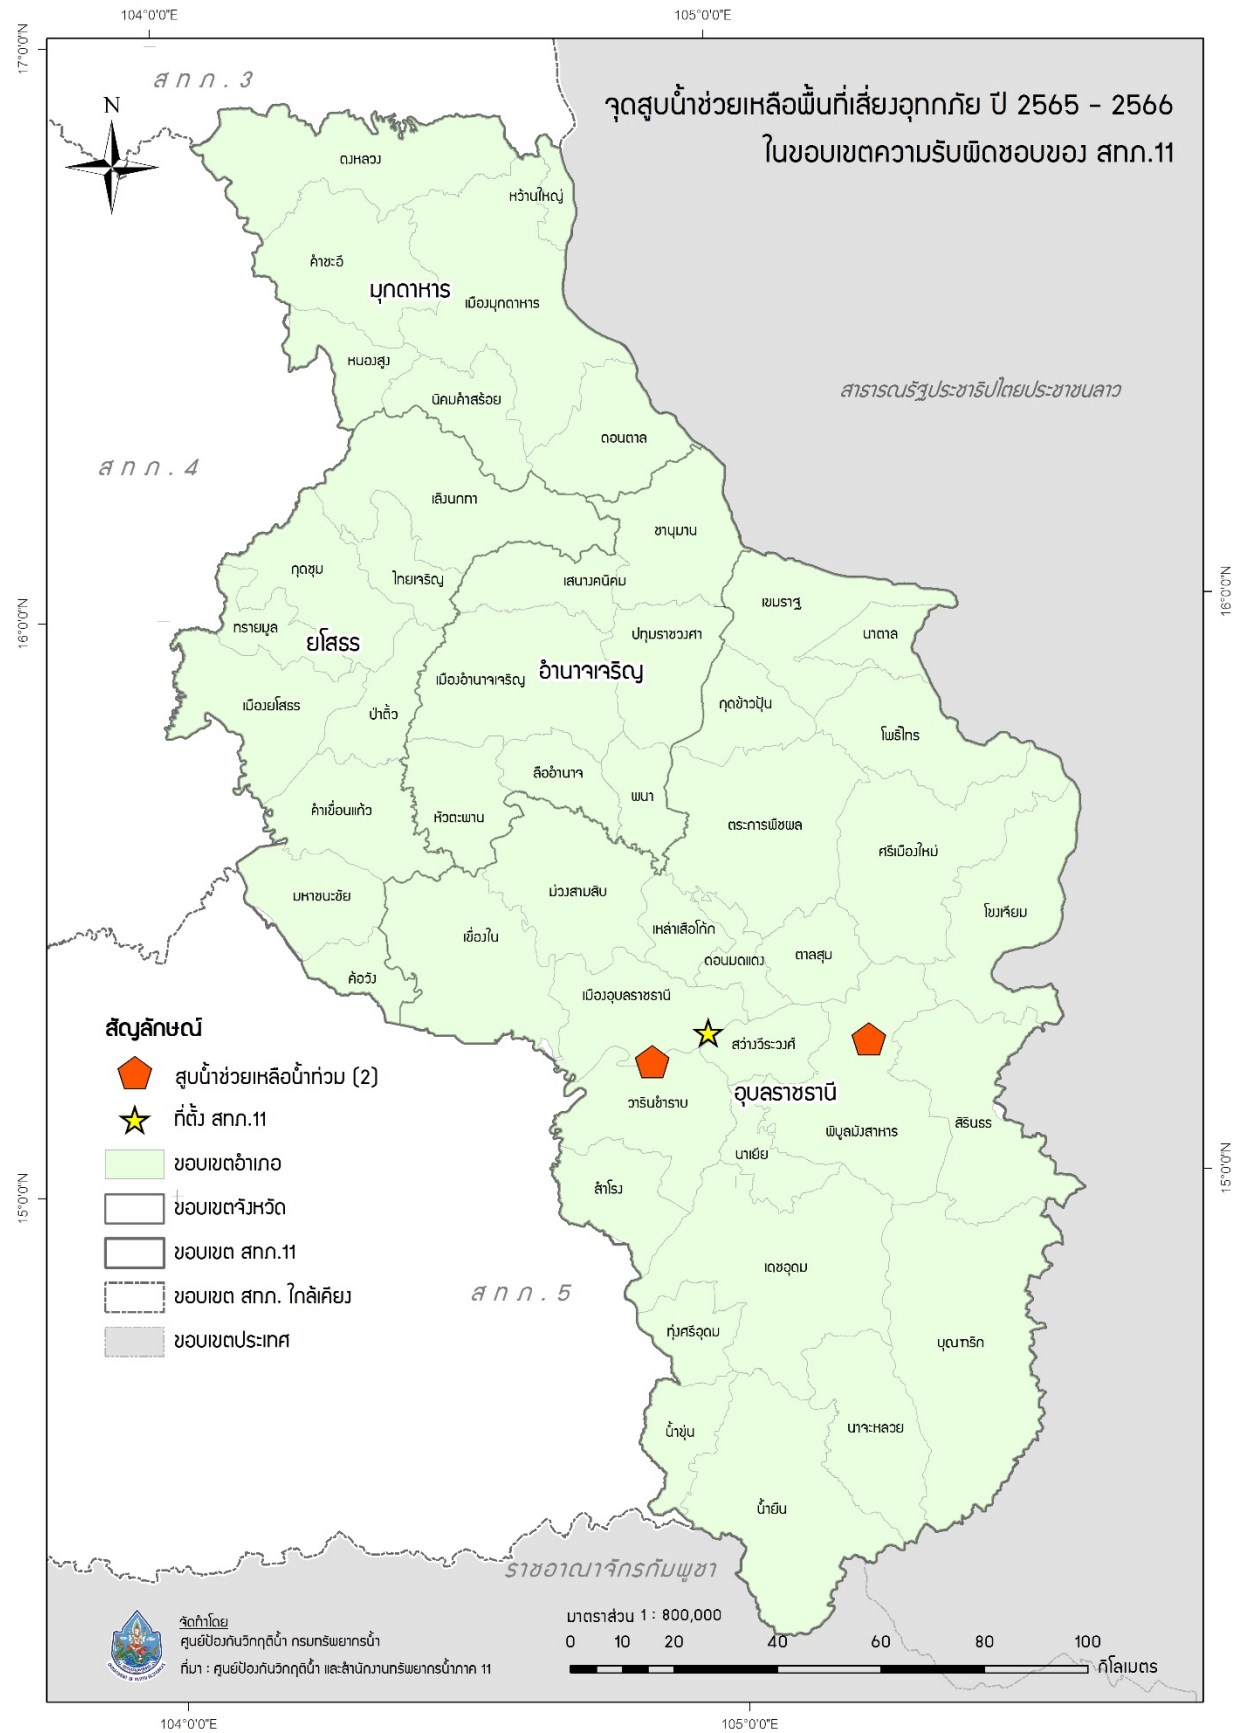 104°0'0"E
105°0'0"E
17°0'0"N
สทภ.3
N
จุดสูบน้ำช่วยเหลือพื้นที่เสี่ยงอุทกภัย ปี 2565 - 2566
ในขอบเขตความรับผิดชอบของ สทภ.11
ดงหลวง
หว้านใหญ่
คำชะอี
มุกดาหาร
เมืองมุกดาหาร
หนองสูง
นิคมคำสร้อย
สาธารณรัฐประชาธิปไตยประชาชนลาว
ดอนตาล
สทภ.4
เลิงนกทา
ชานุมาน
กุดชุม
ไทยเจริญ
เสนางคนิคม
เขมราฐ
16°0'0"N
16°0'0"N
ทรายมูล
ยโสธร
ปทุมราชวงศา
นาตาล
เมืองอำนาจเจริญ
อำนาจเจริญ
เมืองยโสธร
ป่าติ้ว
กุดข้าวปุ้น
โพธิ์ไทร
ลืออำนาจ
พนา
คำเขื่อนแก้ว
หัวตะพาน
ตระการพืชผล
ศรีเมืองใหม่
มหาชนะชัย
ม่วงสามสิบ
โขงเจียม
เขื่องใน
เหล่าเสือโก้ก
ดอนมดแดง
ตาลสุม
ค้อวัง
เมืองอุบลราชธานี
สว่างวีระวงศ์
อุบลราชธานี
วารินชำราบ
พิบูลมังสาหาร
สิรินธร
นาเยีย
สำโรง
15°0'0"N
15°0'0"N
สัญลักษณ์
สูบน้ำช่วยเหลือน้ำท่วม (2)
ที่ตั้ง สทภ.11
ขอบเขตอำเภอ
ขอบเขตจังหวัด
ขอบเขต สทภ.11
ขอบเขต สทภ. ใกล้เคียง
ขอบเขตประเทศ
เดชอุดม
สทภ.5
ทุ่งศรีอุดม
บุณฑริก
น้ำขุ่น
นาจะหลวย
น้ำยืน
ราชอาณาจักรกัมพูชา
จัดทำโดย
ศูนย์ป้องกันวิกฤติน้ำ กรมทรัพยากรน้ำ
ที่มา : ศูนย์ป้องกันวิกฤติน้ำ และสำนักงานทรัพยากรน้ำภาค 11
มาตราส่วน 1 : 800,000
0 10 20 40 60 80 100
กิโลเมตร
104°0'0"E
105°0'0"E